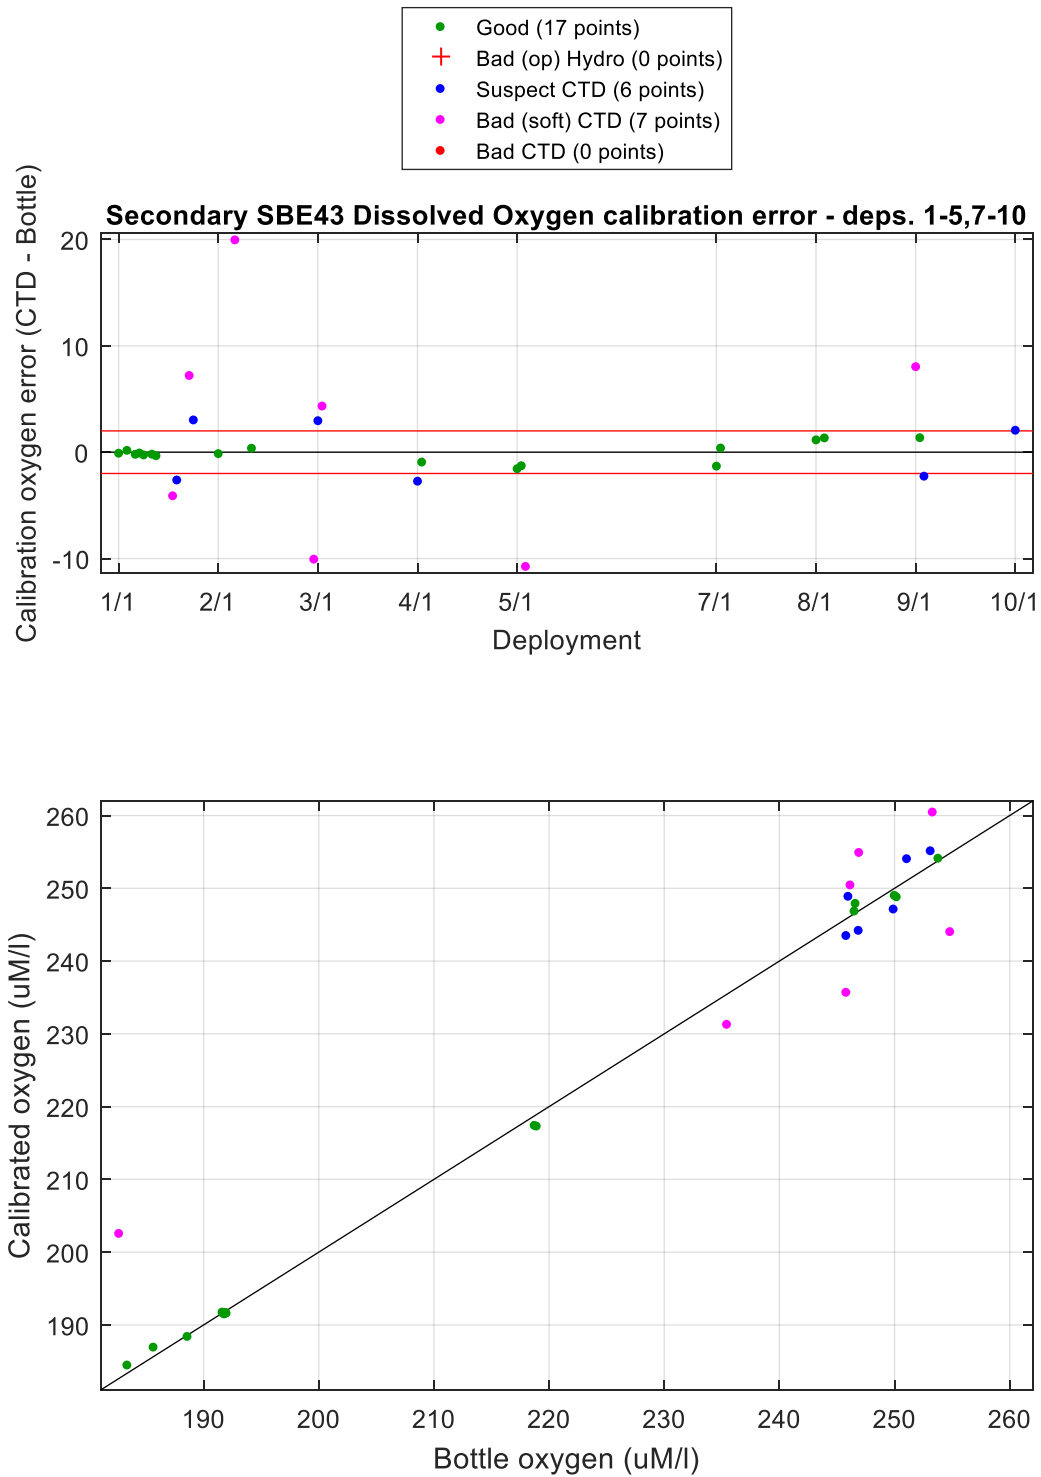 Good (17 points)
Bad (op) Hydro (0 points)
Suspect CTD (6 points)
Bad (soft) CTD (7 points)
Bad CTD (0 points)
Secondary SBE43 Dissolved Oxygen calibration error - deps. 1-5,7-10
Calibration oxygen error (CTD - Bottle)
20
10
0
-10
1/1 2/1 3/1 4/1 5/1 7/1 8/1 9/1 10/1
Deployment
Calibrated oxygen (uM/l)
260
250
240
230
220
210
200
190
190 200 210 220 230 240 250 260
Bottle oxygen (uM/l)